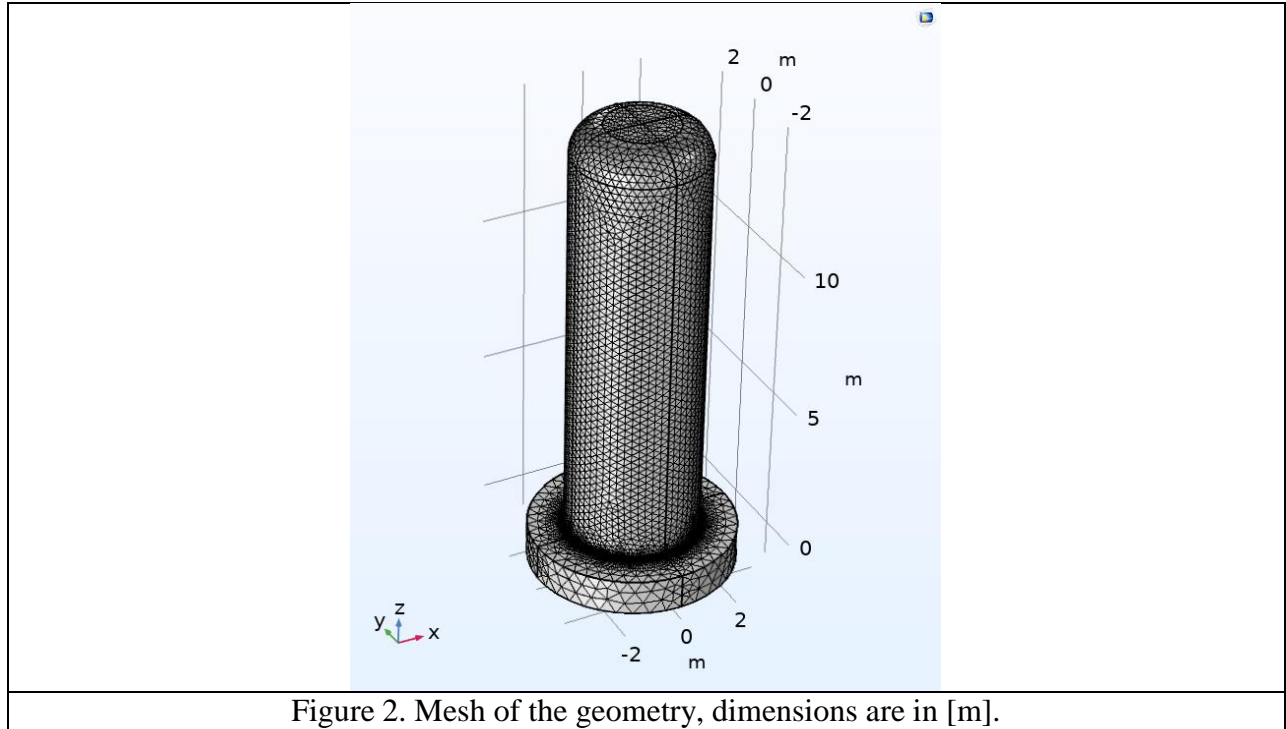 2 m
0
-2
10
m
5
0
y z x
2
0
-2 m
Figure 2. Mesh of the geometry, dimensions are in [m].